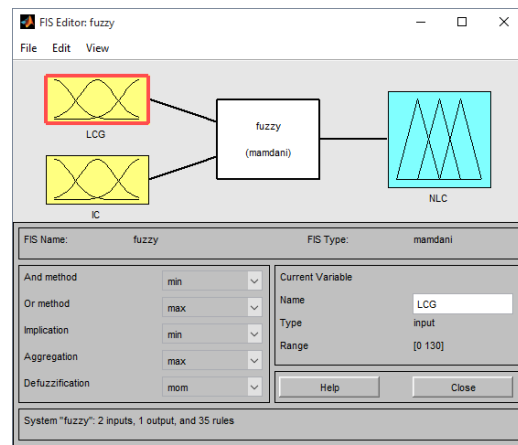 FIS Editor: fuzzy
File Edit View
LCG
IC
fuzzy
(mamdani)
NLC
FIS Name: fuzzy FIS Type: mamdani
And method min
Or method max
Implication min
Aggregation max
Defuzzification mom
Current Variable
Name LCG
Type input
Range [0 130]
Help Close
System "fuzzy": 2 inputs, 1 output, and 35 rules